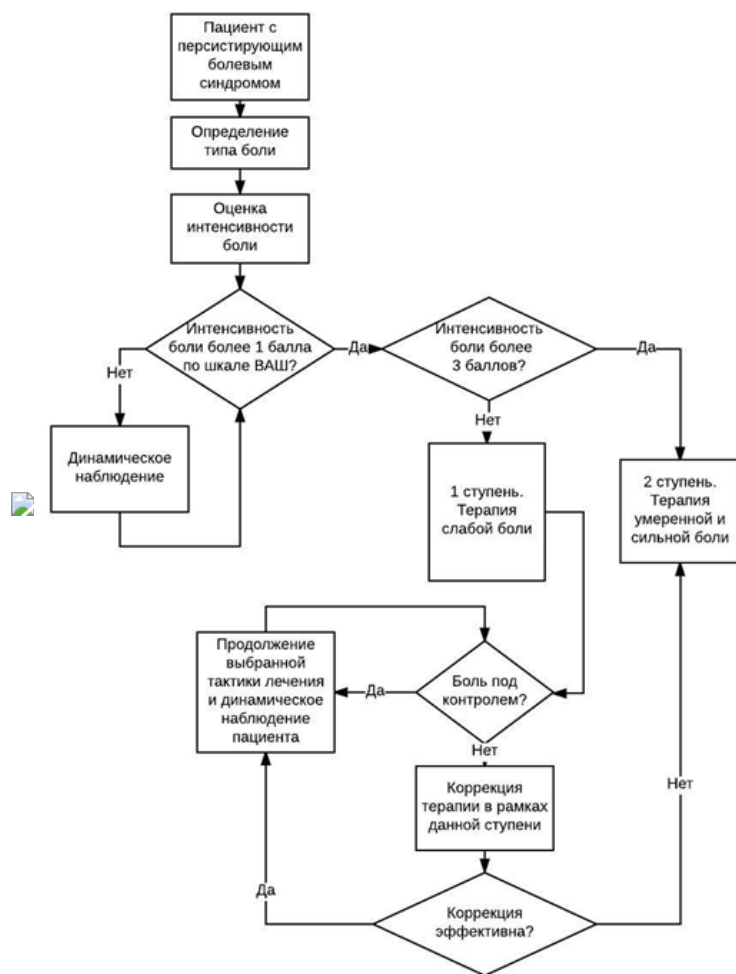 Пациент с
персистирующим
болевым
синдромом
Определение
типа боли
Оценка
интенсивности
боли
Интенсивность
боли более 1 балла
по шкале ВАШ?
Да
Интенсивность
боли более
3 баллов?
Да
Нет
Нет
Динамическое
наблюдение
1 ступень.
Терапия
слабой боли
2 ступень.
Терапия
умеренной и
сильной боли
Продолжение
выбранной
тактики лечения
и динамическое
наблюдение
пациента
Да
Боль под
контролем?
Нет
Коррекция
терапии в рамках
данной ступени
Нет
Да
Коррекция
эффективна?